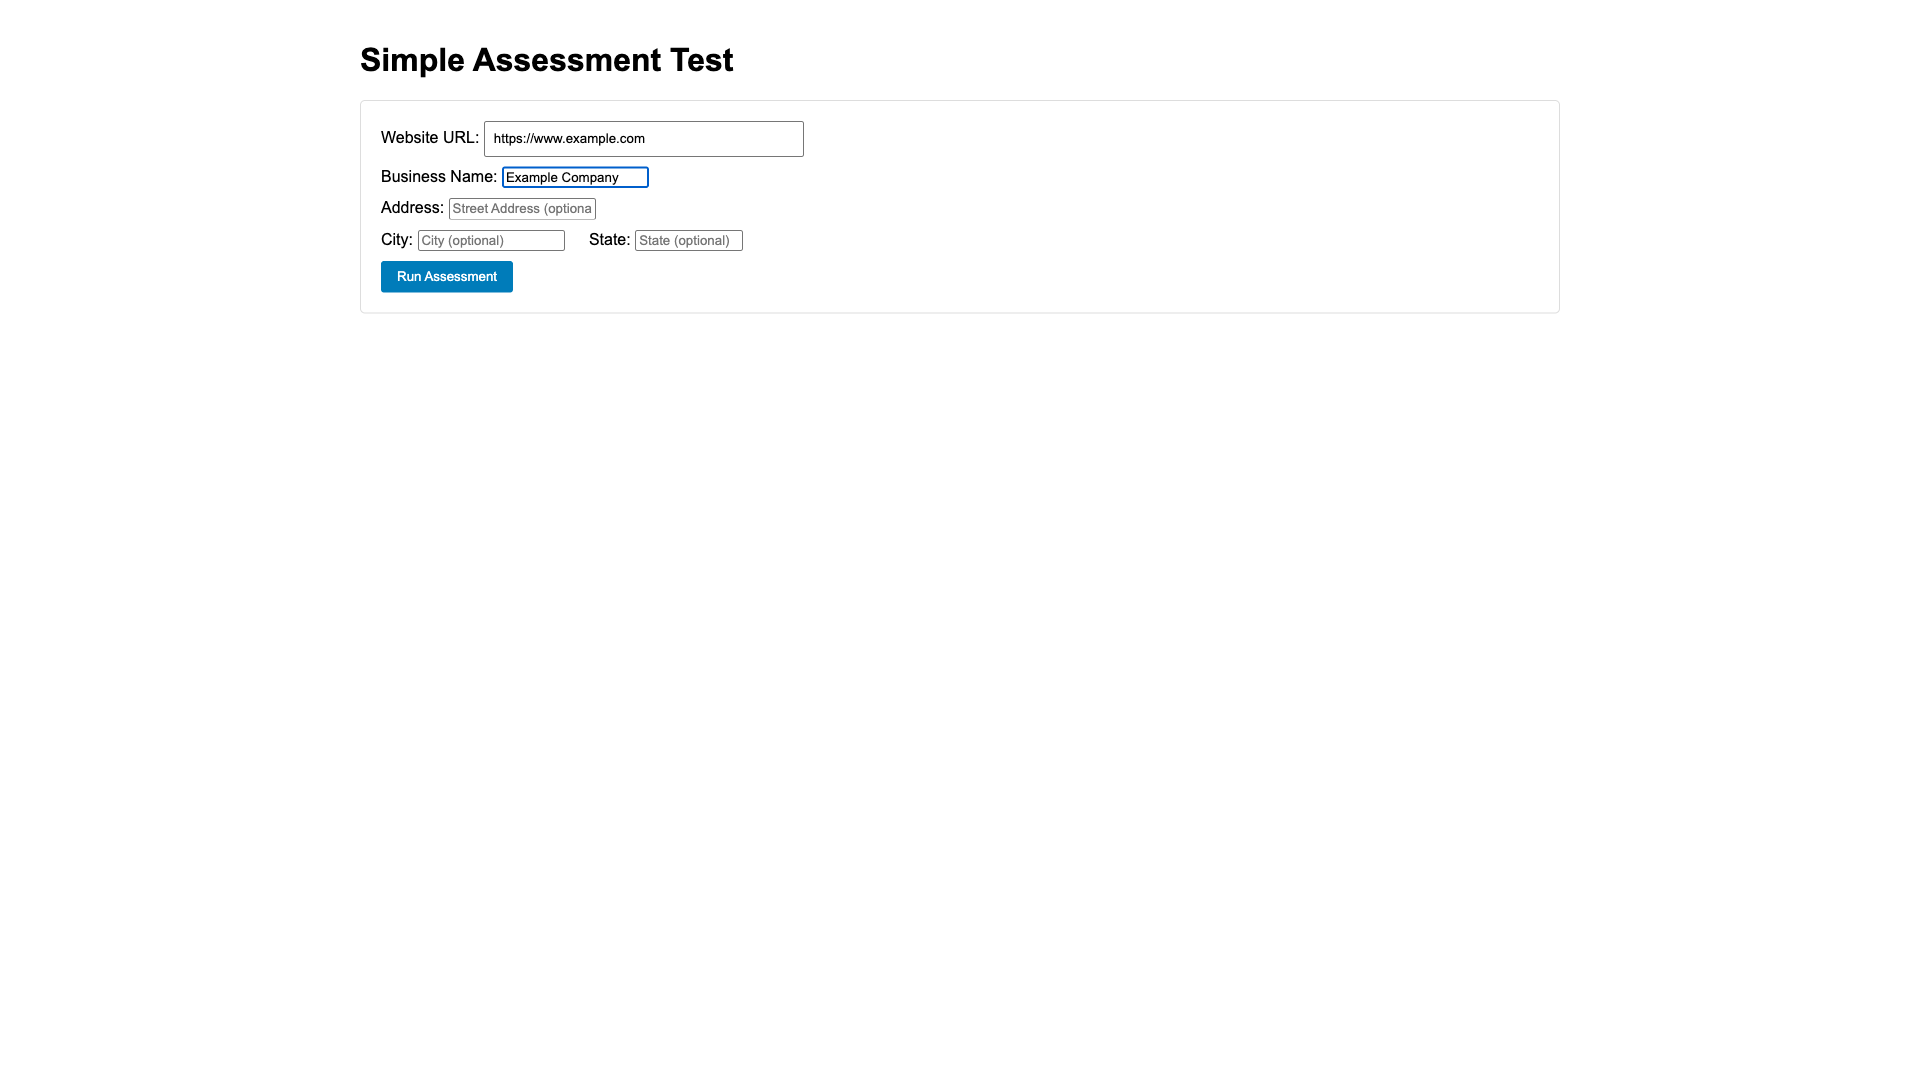 Simple Assessment Test
Website URL: https://www.example.com
Business Name: Example Company
Address: Street Address (optiona
City: City (optional) State: State (optional)
Run Assessment